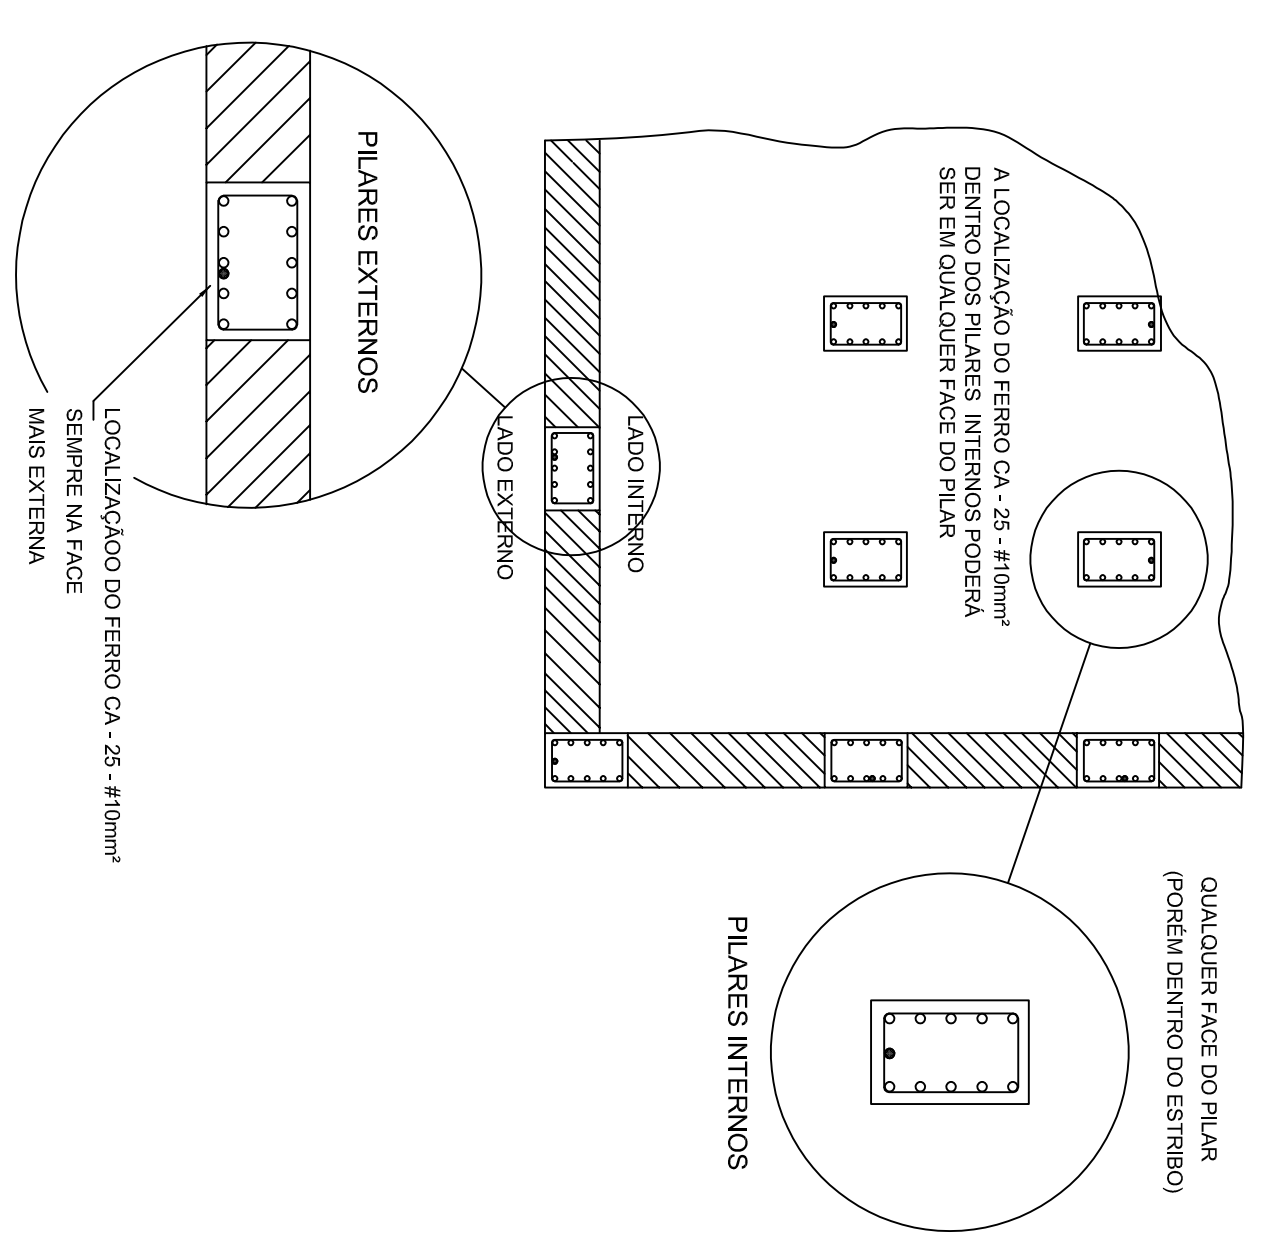 A LOCALIZAÇÃO DO FERRO CA - 25 - #10mm²
DENTRO DOS PILARES INTERNOS PODERÁ
SER EM QUALQUER FACE DO PILAR
QUALQUER FACE DO PILAR
(PORÉM DENTRO DO ESTRIBO)
PILARES INTERNOS
LADO INTERNO
LADO EXTERNO
PILARES EXTERNOS
LOCALIZAÇÃOO DO FERRO CA - 25 - #10mm²
SEMPRE NA FACE
MAIS EXTERNA